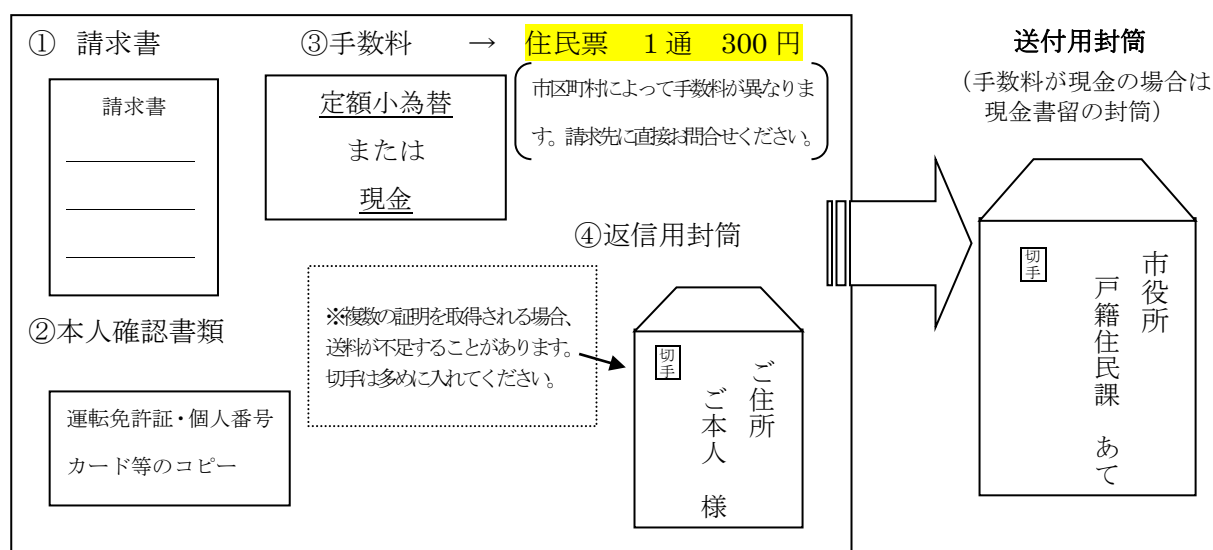 ① 請求書
請求書
②本人確認書類
運転免許証・個人番号
カード等のコピー
③手数料 → 住民票 1通 300円
定額小為替
または
現金
市区町村によって手数料が異なりま
す。請求先に直接お問合せください。
④返信用封筒
※複数の証明を取得される場合、
送料が不足することがあります。
切手は多めに入れてください。
切手
ご住所
ご本人 様
送付用封筒
（手数料が現金の場合は
現金書留の封筒）
切手
市役所
戸籍住民課 あて